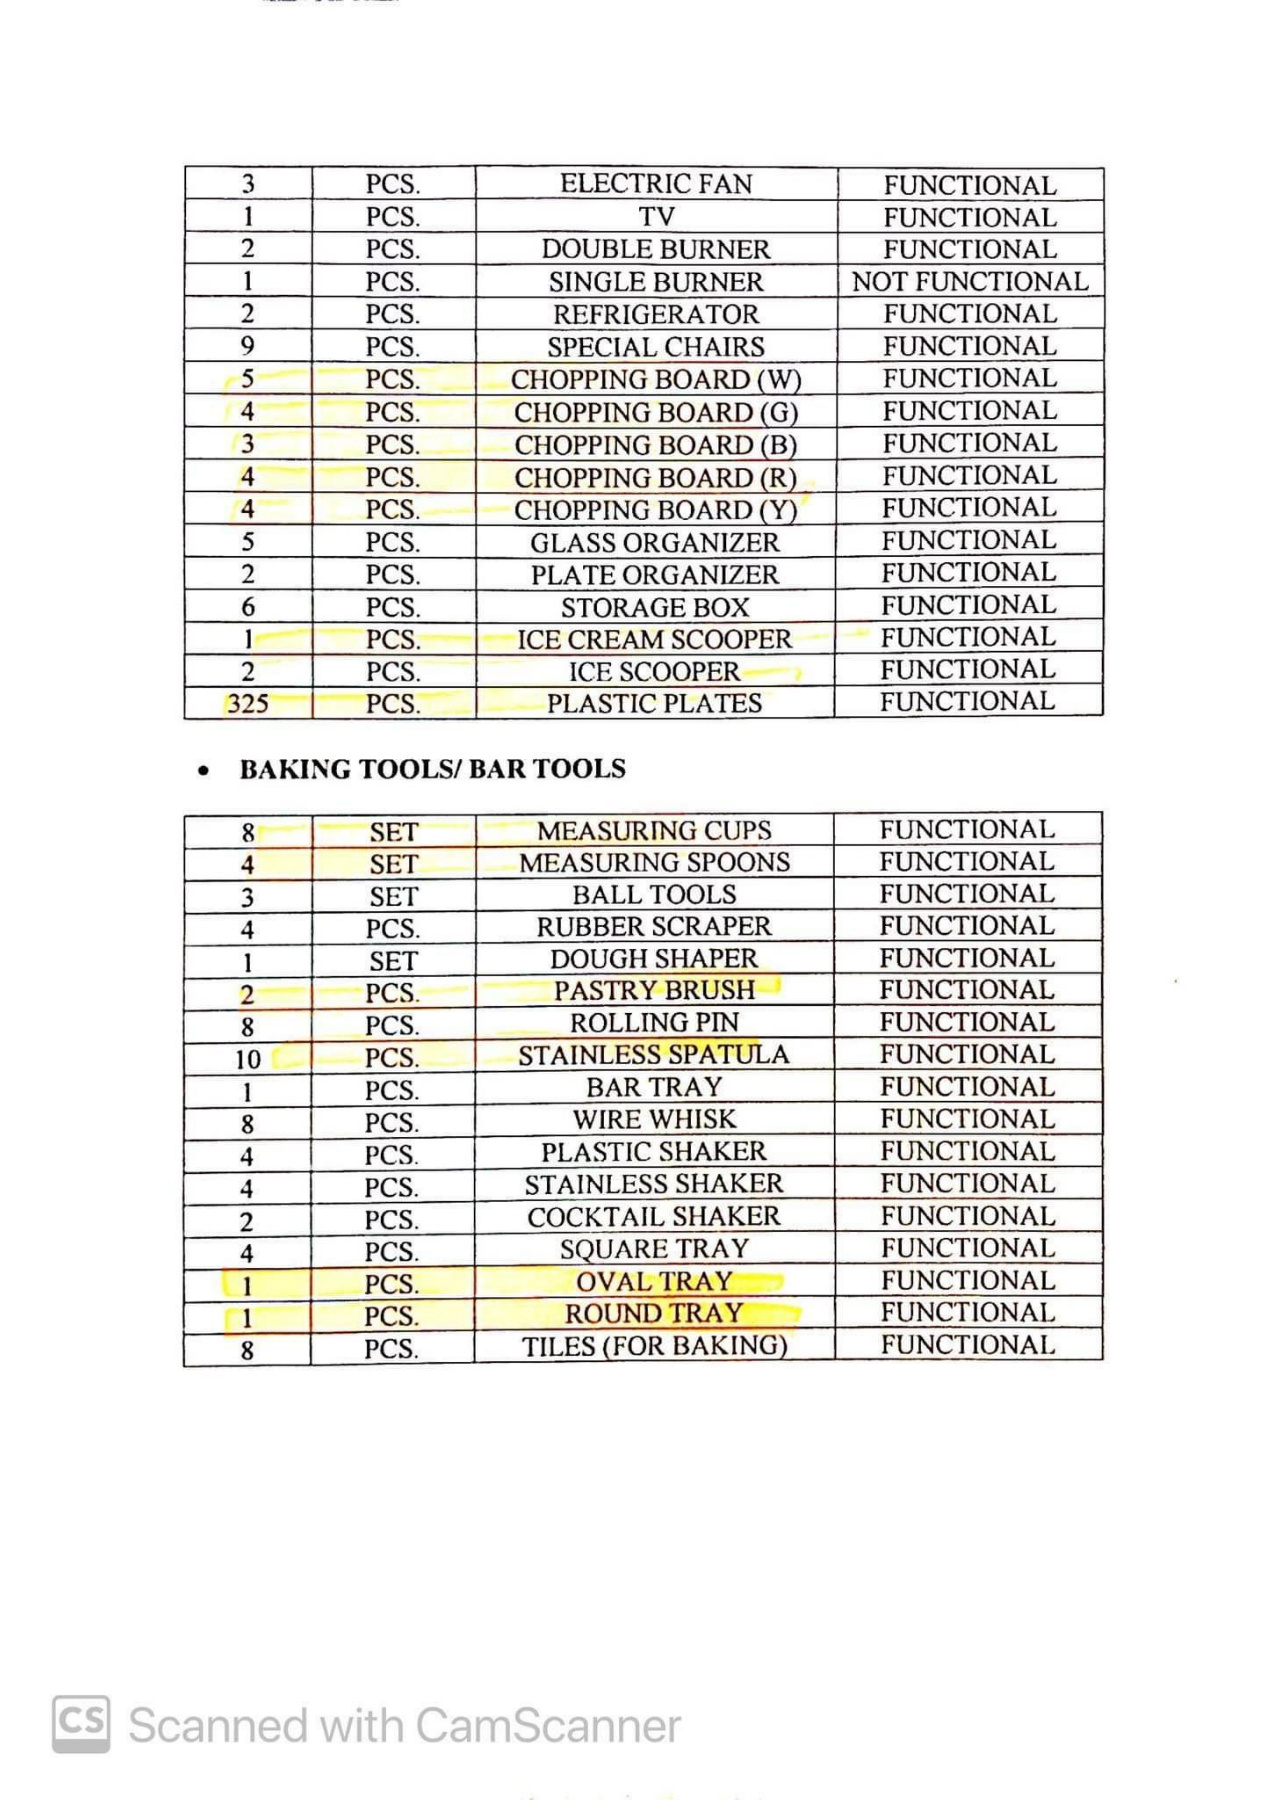 3 PCS. ELECTRIC FAN FUNCTIONAL
1 PCS. TV FUNCTIONAL
2 PCS. DOUBLE BURNER FUNCTIONAL
1 PCS. SINGLE BURNER NOT FUNCTIONAL
2 PCS. REFRIGERATOR FUNCTIONAL
9 PCS. SPECIAL CHAIRS FUNCTIONAL
5 PCS. CHOPPING BOARD (W) FUNCTIONAL
4 PCS. CHOPPING BOARD (G) FUNCTIONAL
3 PCS. CHOPPING BOARD (B) FUNCTIONAL
4 PCS. CHOPPING BOARD (R) FUNCTIONAL
4 PCS. CHOPPING BOARD (Y) FUNCTIONAL
5 PCS. GLASS ORGANIZER FUNCTIONAL
2 PCS. PLATE ORGANIZER FUNCTIONAL
6 PCS. STORAGE BOX FUNCTIONAL
1 PCS. ICE CREAM SCOOPER FUNCTIONAL
2 PCS. ICE SCOOPER FUNCTIONAL
325 PCS. PLASTIC PLATES FUNCTIONAL
• BAKING TOOLS/ BAR TOOLS
8 SET MEASURING CUPS FUNCTIONAL
4 SET MEASURING SPOONS FUNCTIONAL
3 SET BALL TOOLS FUNCTIONAL
4 PCS. RUBBER SCRAPER FUNCTIONAL
1 SET DOUGH SHAPER FUNCTIONAL
2 PCS. PASTRY BRUSH FUNCTIONAL
8 PCS. ROLLING PIN FUNCTIONAL
10 PCS. STAINLESS SPATULA FUNCTIONAL
1 PCS. BAR TRAY FUNCTIONAL
8 PCS. WIRE WHISK FUNCTIONAL
4 PCS. PLASTIC SHAKER FUNCTIONAL
4 PCS. STAINLESS SHAKER FUNCTIONAL
2 PCS. COCKTAIL SHAKER FUNCTIONAL
4 PCS. SQUARE TRAY FUNCTIONAL
1 PCS. OVAL TRAY FUNCTIONAL
1 PCS. ROUND TRAY FUNCTIONAL
8 PCS. TILES (FOR BAKING) FUNCTIONAL
CS Scanned with CamScanner